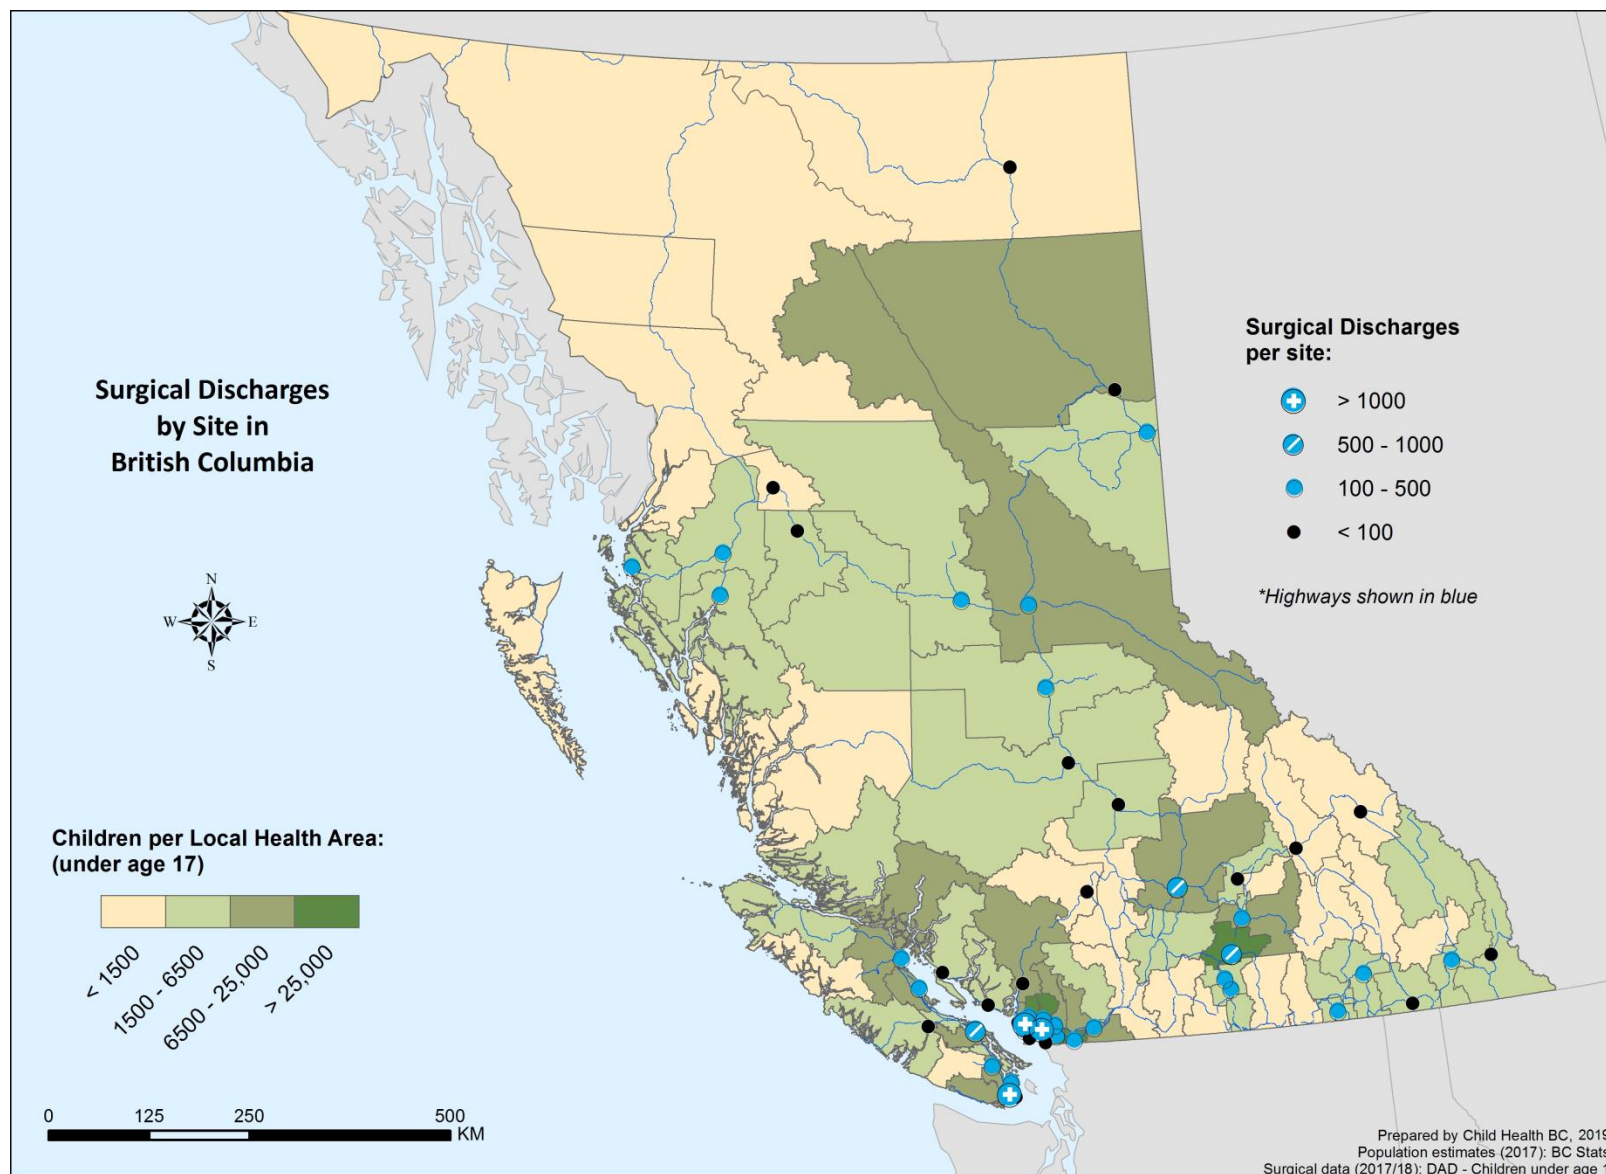 Surgical Discharges
by Site in
British Columbia
Surgical Discharges
per site:
> 1000
500 - 1000
100 - 500
< 100
*Highways shown in blue
N
W
E
S
Children per Local Health Area:
(under age 17)
< 1500
1500 - 6500
6500 - 25,000
> 25,000
0 125 250 500
KM
Prepared by Child Health BC, 2019
Population estimates (2017): BC Stats
Surgical data (2017/18): DAD - Children under age 1